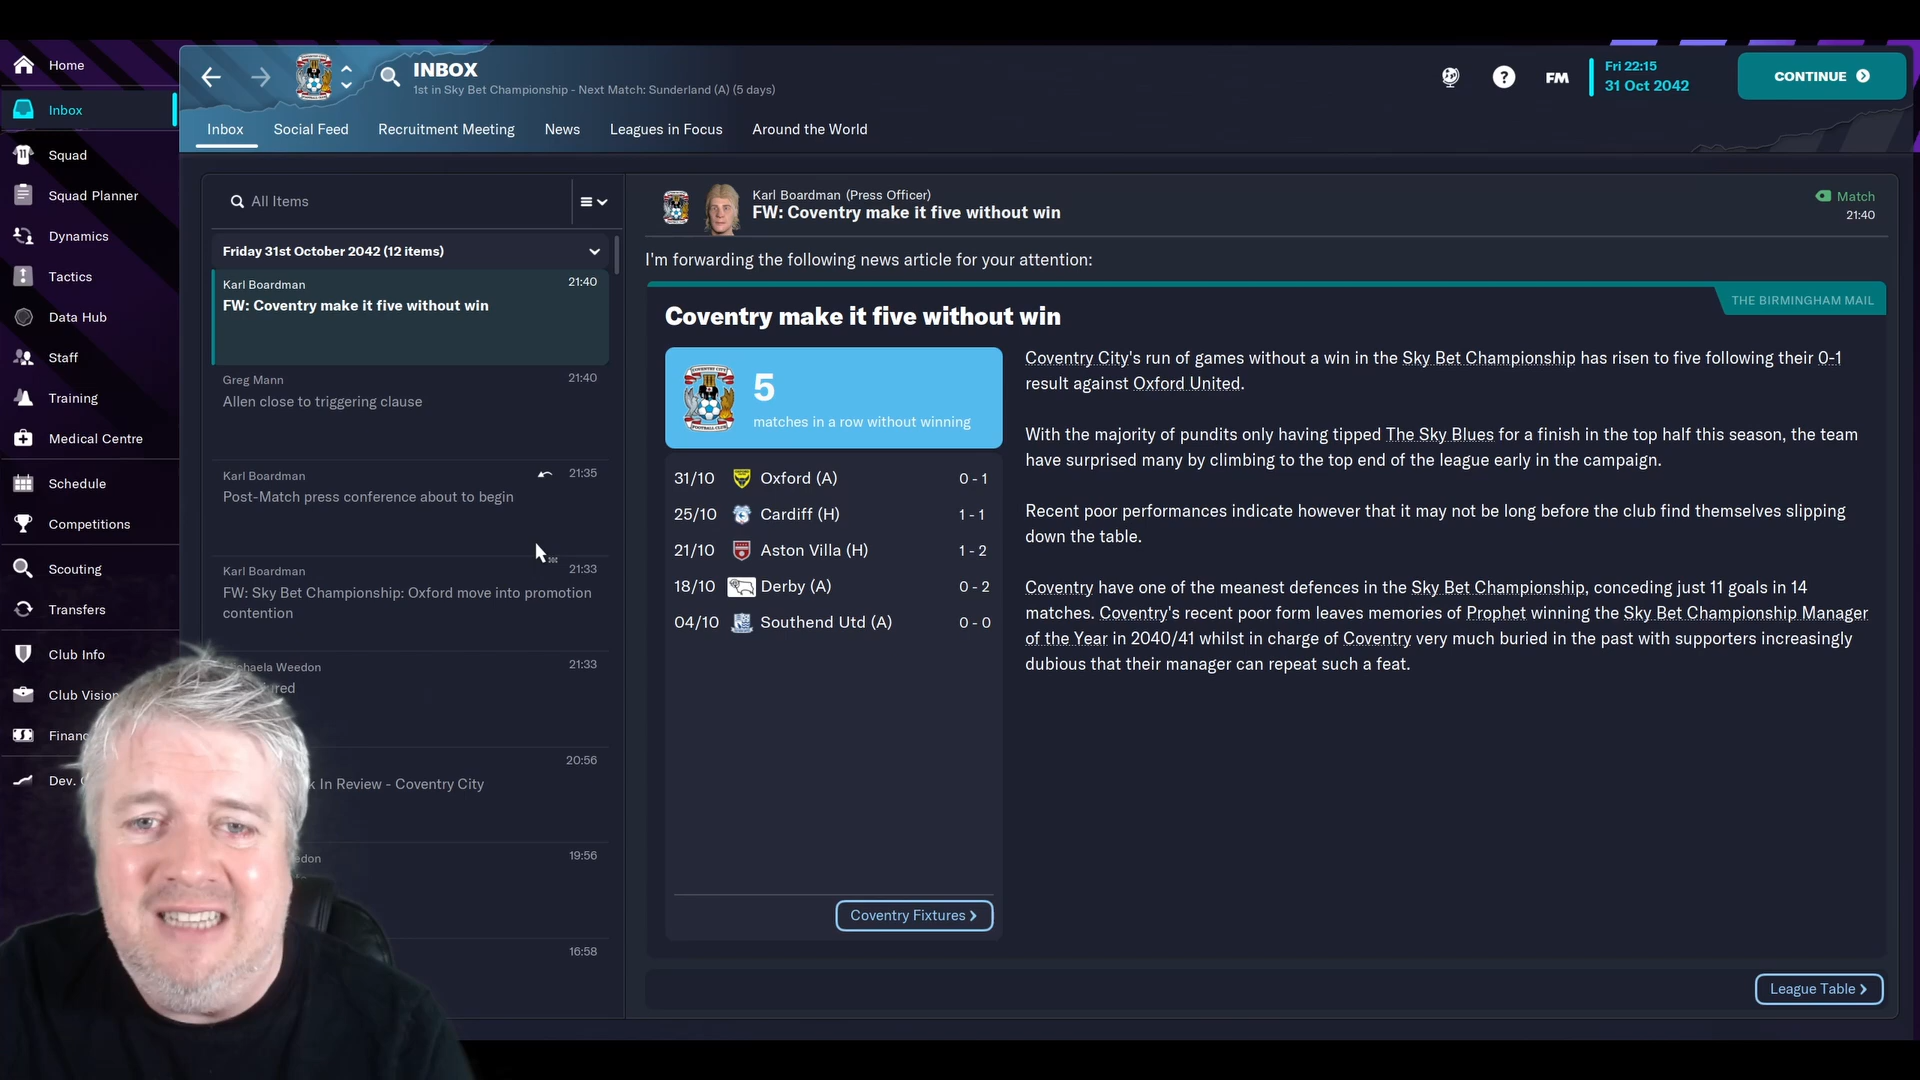 Home
Inbox
Squad
Squad Planner
Dynamics
Tactics
Data Hub
Staff
Training
Medical Centre
Schedule
Competitions
Scouting
Transfers
Club Info
Club Vision
Financ
Dev.
INBOX
1st in Sky Bet Championship - Next Match: Sunderland (A) (5 days)
FM
Fri 22:15
31 Oct 2042
CONTINUE
Inbox
Social Feed
Recruitment Meeting
News
Leagues in Focus
Around the World
All Items
Friday 31st October 2042 (12 items)
Karl Boardman
21:40
FW: Coventry make it five without win
Greg Mann
21:40
Allen close to triggering clause
Karl Boardman
21:35
Post-Match press conference about to begin
Karl Boardman
21:33
FW: Sky Bet Championship: Oxford move into promotion
contention
Michaela Weedon
21:33
20:56
In Review - Coventry City
19:56
16:58
Karl Boardman (Press Officer)
FW: Coventry make it five without win
Match
21:40
I'm forwarding the following news article for your attention:
THE BIRMINGHAM MAIL
Coventry make it five without win
5
matches in a row without winning
31/10 Oxford (A) 0 - 1
25/10 Cardiff (H) 1 - 1
21/10 Aston Villa (H) 1 - 2
18/10 Derby (A) 0 - 2
04/10 Southend Utd (A) 0 - 0
Coventry Fixtures
Coventry City's run of games without a win in the Sky Bet Championship has risen to five following their 0-1
result against Oxford United.
With the majority of pundits only having tipped The Sky Blues for a finish in the top half this season, the team
have surprised many by climbing to the top end of the league early in the campaign.
Recent poor performances indicate however that it may not be long before the club find themselves slipping
down the table.
Coventry have one of the meanest defences in the Sky Bet Championship, conceding just 11 goals in 14
matches. Coventry's recent poor form leaves memories of Prophet winning the Sky Bet Championship Manager
of the Year in 2040/41 whilst in charge of Coventry very much buried in the past with supporters increasingly
dubious that their manager can repeat such a feat.
League Table